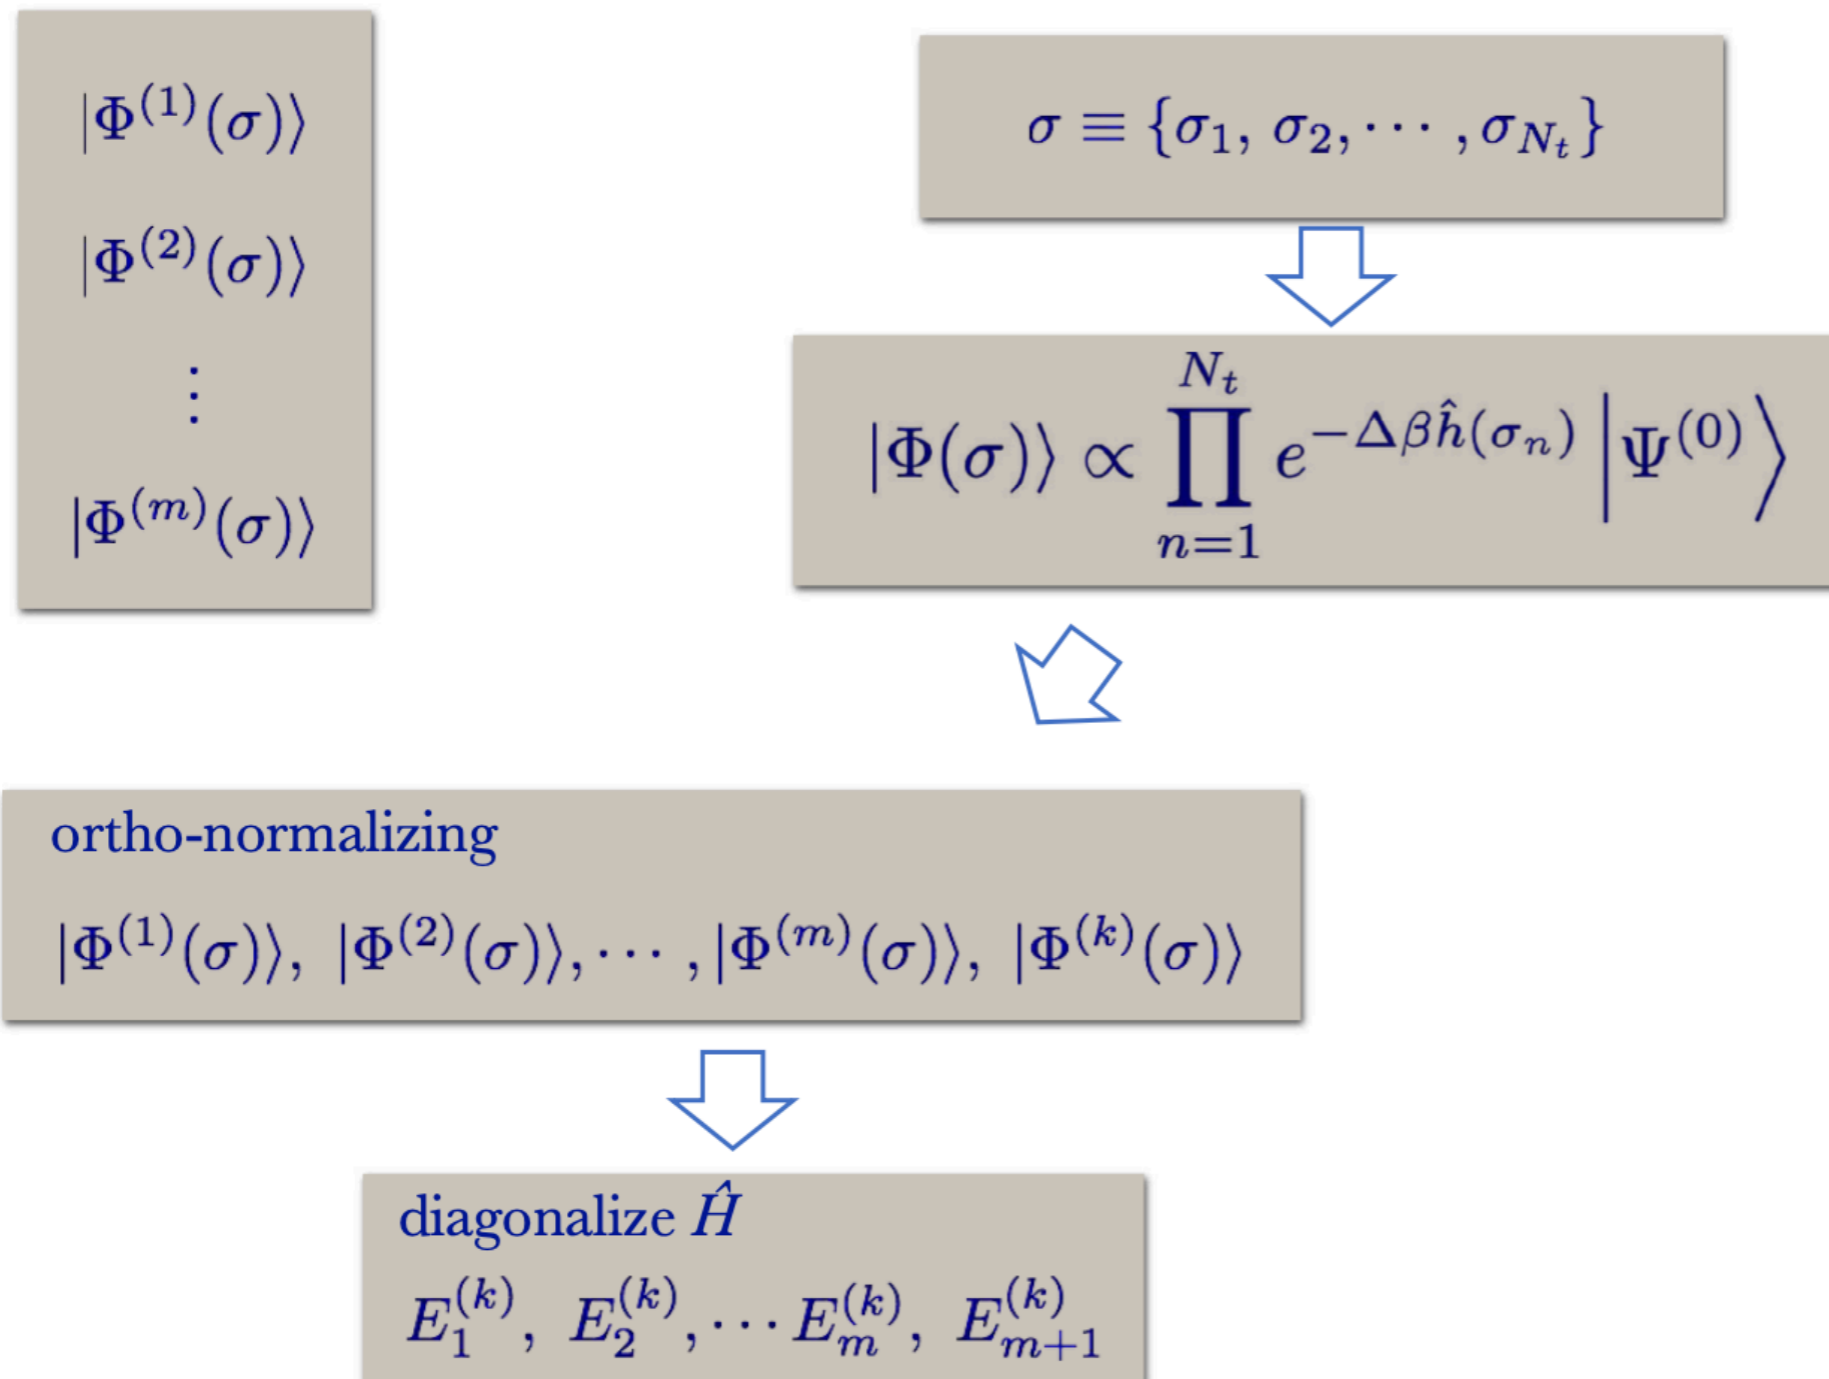 |Φ^{(1)}(σ)⟩
|Φ^{(2)}(σ)⟩
⋮
|Φ^{(m)}(σ)⟩
σ ≡ {σ_1, σ_2, ⋯ , σ_{N_t}}
|Φ(σ)⟩ ∝ ∏_{n=1}^{N_t} e^{−Δβĥ(σ_n)} |Ψ^{(0)}⟩
ortho-normalizing
|Φ^{(1)}(σ)⟩, |Φ^{(2)}(σ)⟩, ⋯ , |Φ^{(m)}(σ)⟩, |Φ^{(k)}(σ)⟩
diagonalize Ĥ
E_1^{(k)}, E_2^{(k)}, ⋯ E_m^{(k)}, E_{m+1}^{(k)}